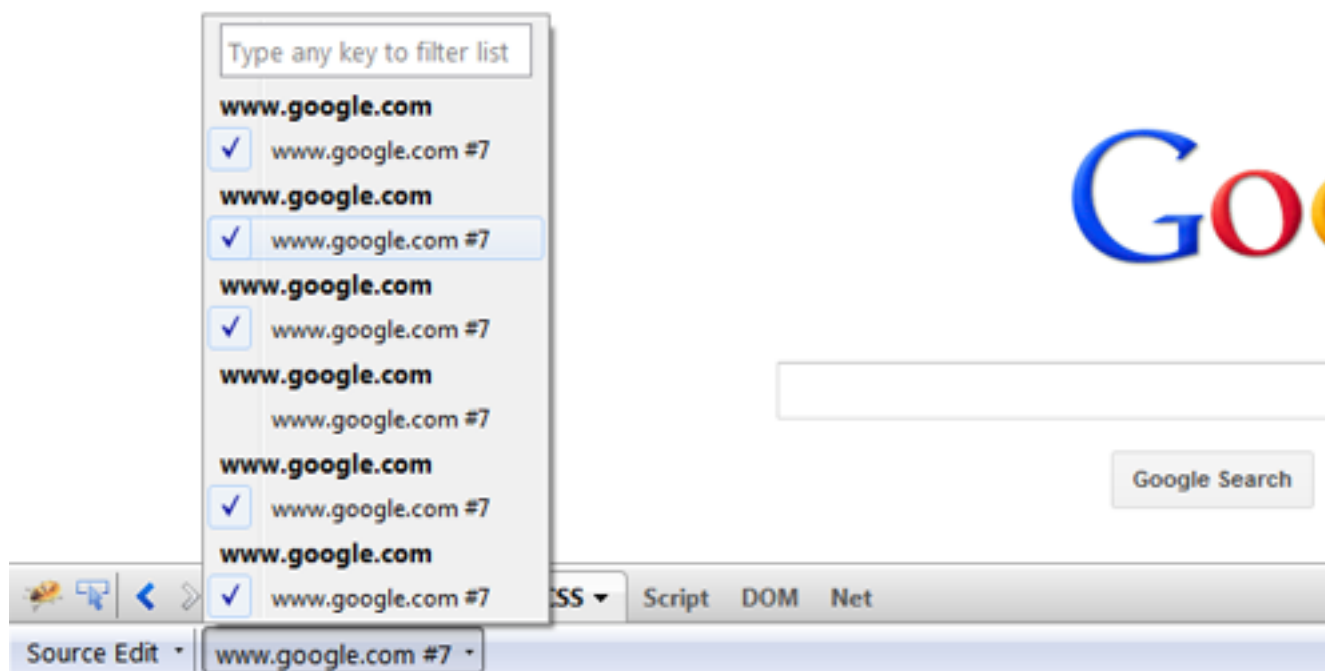 Type any key to filter list
www.google.com
www.google.com #7
www.google.com
www.google.com #7
www.google.com
www.google.com #7
www.google.com
www.google.com #7
www.google.com
www.google.com #7
www.google.com
www.google.com #7
Goo
Google Search
CSS Script DOM Net
Source Edit www.google.com #7